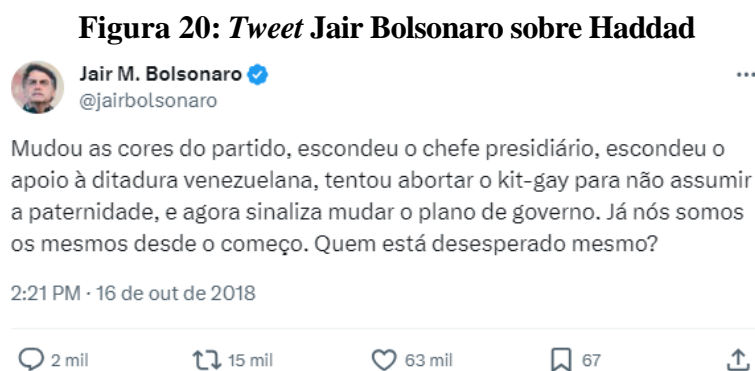 Figura 20: Tweet Jair Bolsonaro sobre Haddad
Jair M. Bolsonaro
@jairbolsonaro
...
Mudou as cores do partido, escondeu o chefe presidiário, escondeu o
apoio à ditadura venezuelana, tentou abortar o kit-gay para não assumir
a paternidade, e agora sinaliza mudar o plano de governo. Já nós somos
os mesmos desde o começo. Quem está desesperado mesmo?
2:21 PM · 16 de out de 2018
2 mil 15 mil 63 mil 67